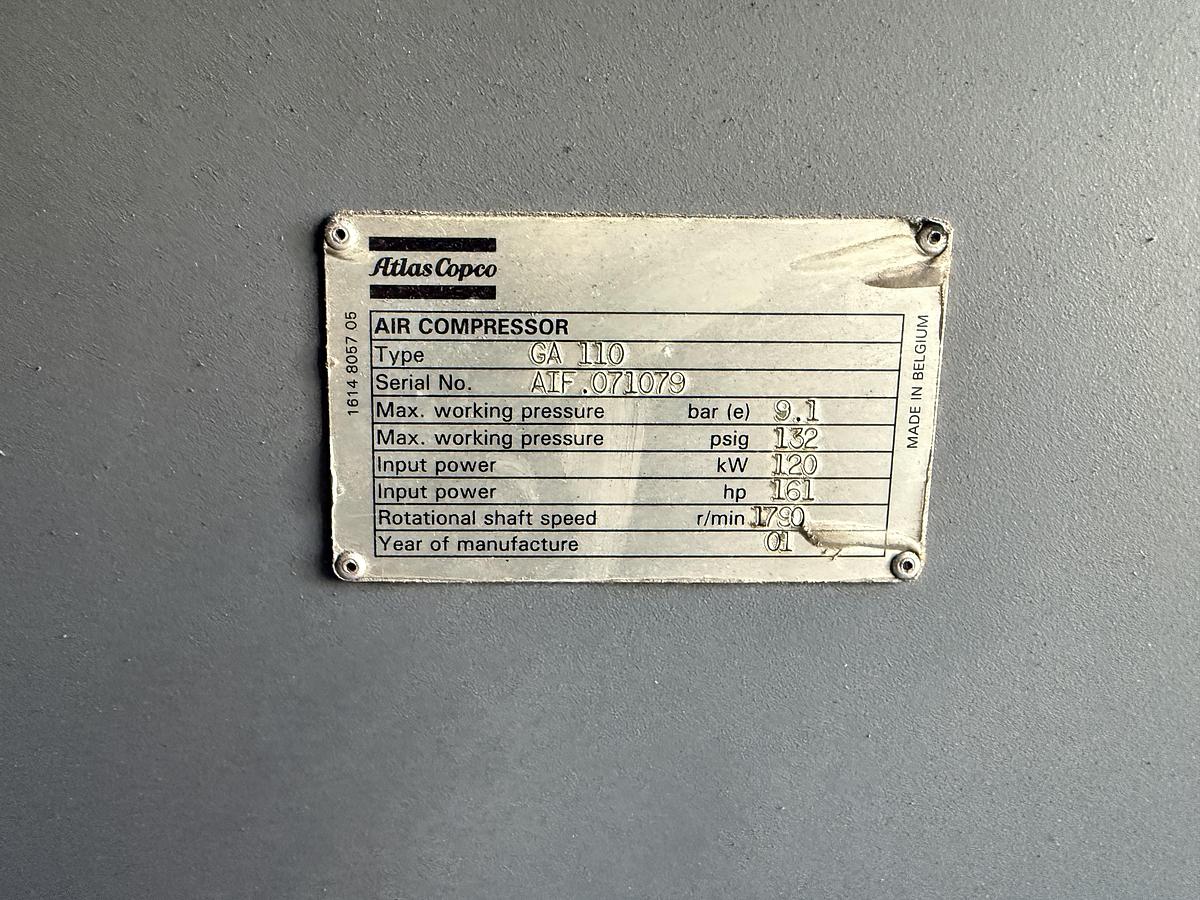 Atlas Copco
1614 8057 05
AIR COMPRESSOR
Type GA 110
Serial No. AIF.071079
Max. working pressure bar (e) 9.1
Max. working pressure psig 132
Input power kW 120
Input power hp 161
Rotational shaft speed r/min 1790
Year of manufacture 01
MADE IN BELGIUM